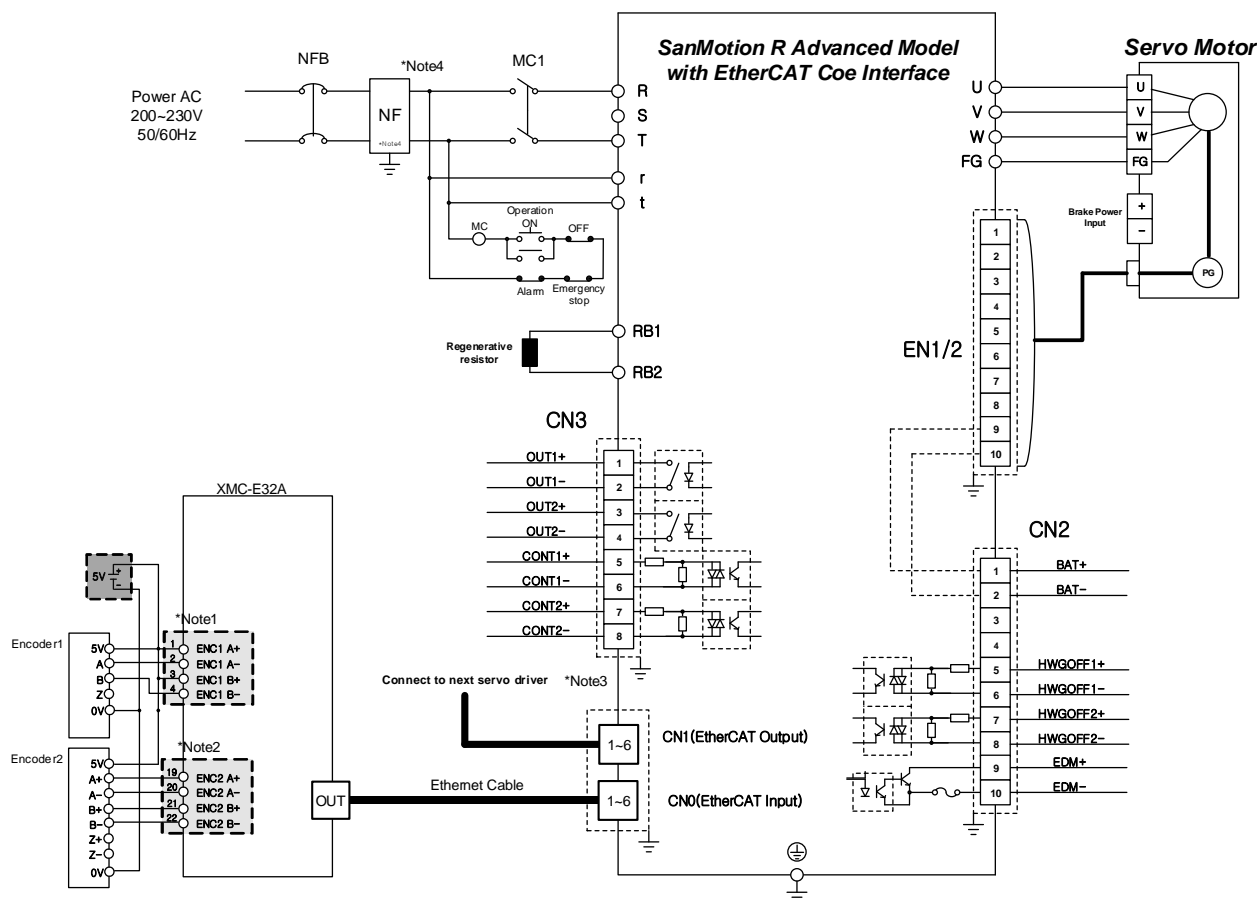 SanMotion R Advanced Model
with EtherCAT Coe Interface
Servo Motor
NFB
*Note4
MC1
Power AC
200~230V
50/60Hz
NF
*Note4
R
S
T
r
t
U
V
W
FG
U
V
W
FG
Brake Power
Input
+
−
PG
Operation
ON
MC
OFF
Alarm
Emergency
stop
Regenerative
resistor
RB1
RB2
EN1/2
1
2
3
4
5
6
7
8
9
10
CN3
OUT1+
1
OUT1−
2
OUT2+
3
OUT2−
4
CONT1+
5
CONT1−
6
CONT2+
7
CONT2−
8
CN2
1
BAT+
2
BAT−
3
4
5
HWGOFF1+
6
HWGOFF1−
7
HWGOFF2+
8
HWGOFF2−
9
EDM+
10
EDM−
XMC-E32A
5V
+
-
*Note1
Encoder1
5V
1
ENC1 A+
A
2
ENC1 A−
B
3
ENC1 B+
Z
4
ENC1 B−
0V
*Note2
Encoder2
5V
A+
19
ENC2 A+
A−
20
ENC2 A−
B+
21
ENC2 B+
B−
22
ENC2 B−
Z+
Z−
0V
OUT
Ethernet Cable
Connect to next servo driver
*Note3
1~6
CN1(EtherCAT Output)
1~6
CN0(EtherCAT Input)